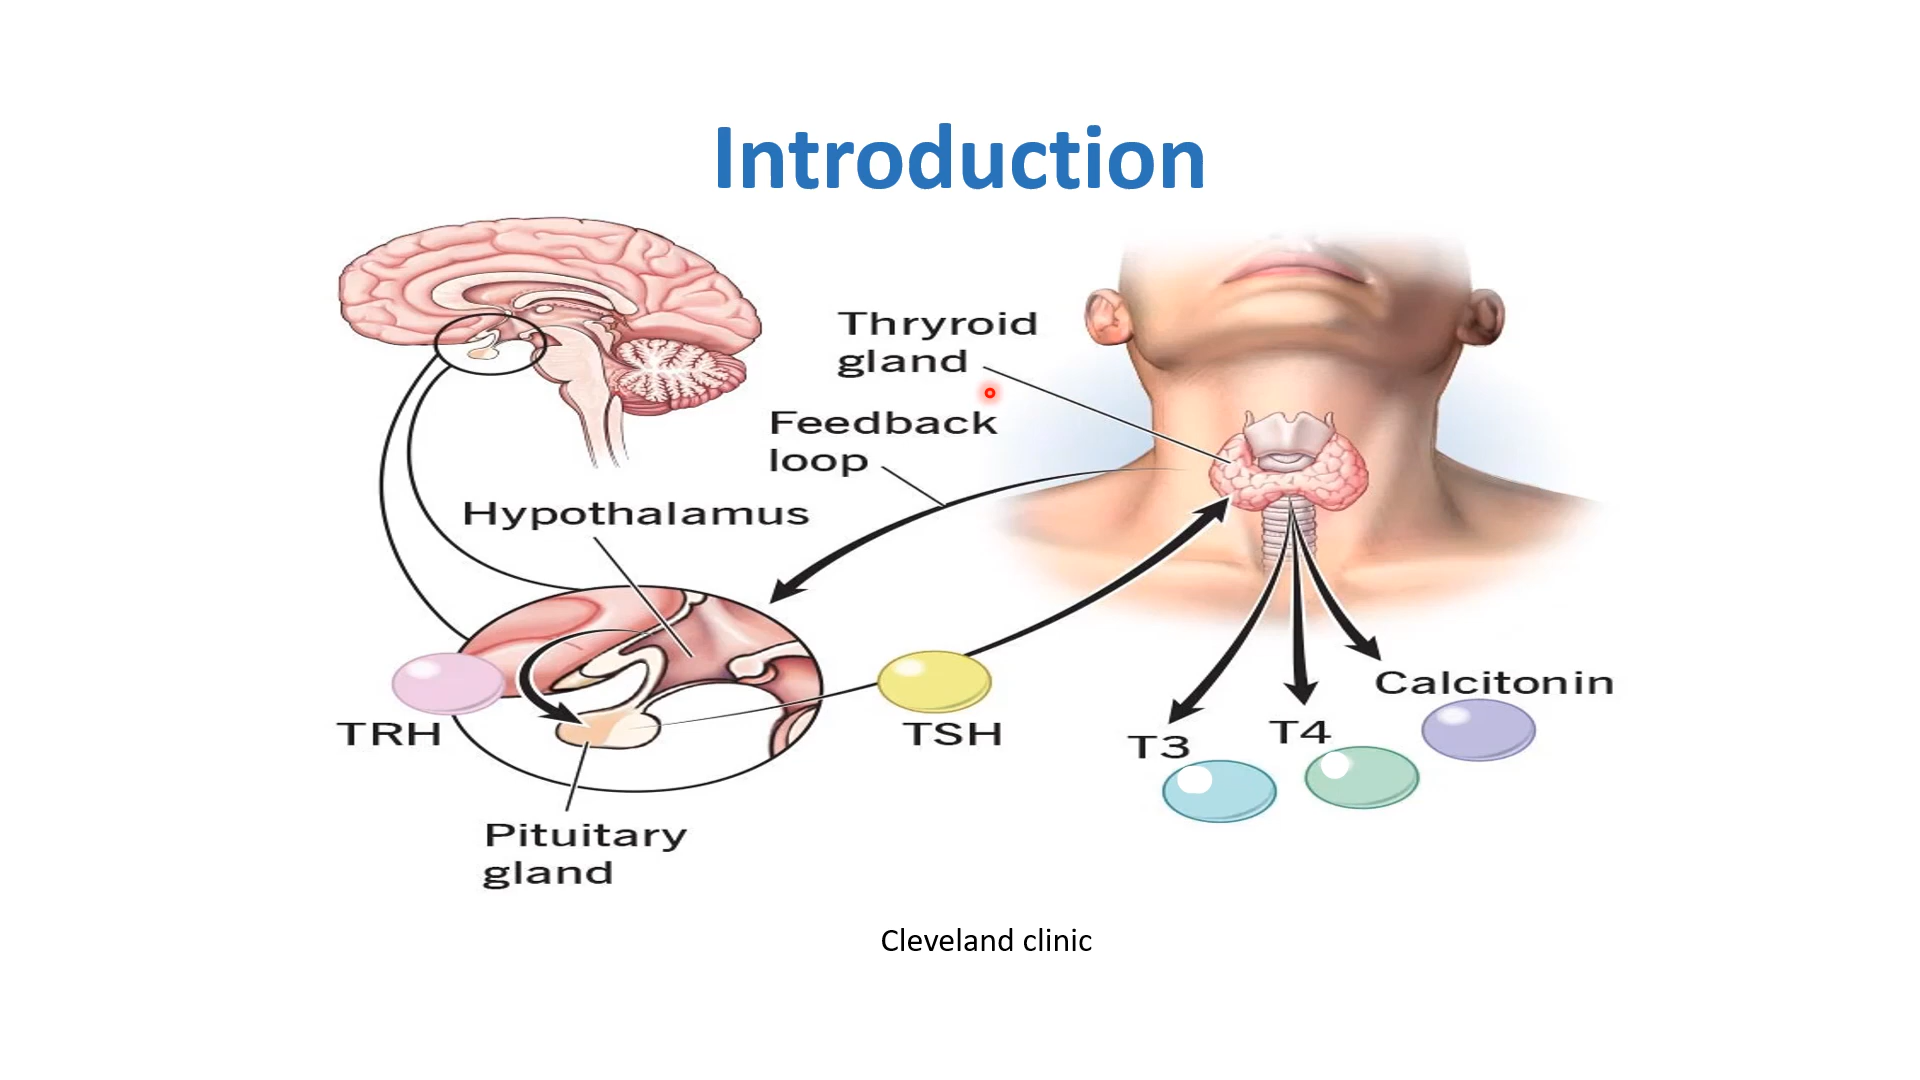 Introduction
Thryroid
gland
Feedback
loop
Hypothalamus
TRH
TSH
Pituitary
gland
T3
T4
Calcitonin
Cleveland clinic